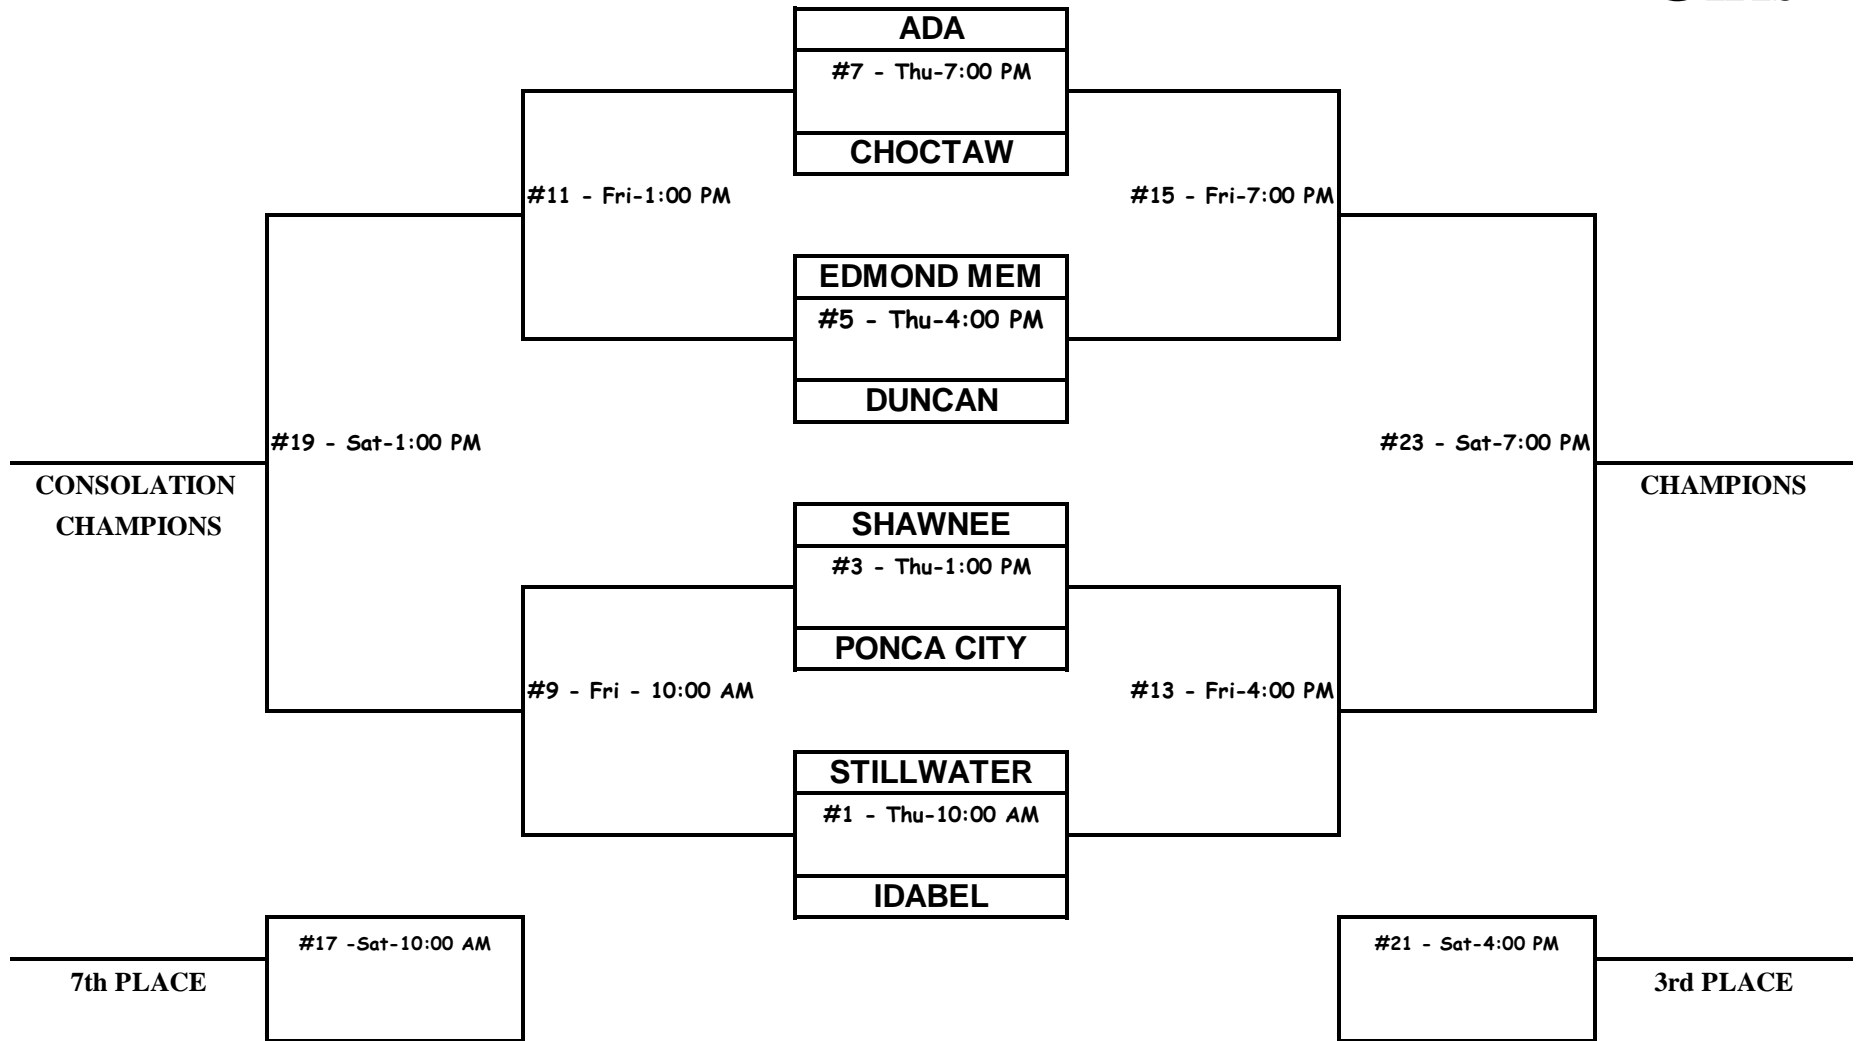 ADA
#7 - Thu-7:00 PM
CHOCTAW
#11 - Fri-1:00 PM
#15 - Fri-7:00 PM
EDMOND MEM
#5 - Thu-4:00 PM
DUNCAN
#19 - Sat-1:00 PM
#23 - Sat-7:00 PM
CONSOLATION
CHAMPIONS
CHAMPIONS
SHAWNEE
#3 - Thu-1:00 PM
PONCA CITY
#9 - Fri - 10:00 AM
#13 - Fri-4:00 PM
STILLWATER
#1 - Thu-10:00 AM
IDABEL
#17 -Sat-10:00 AM
#21 - Sat-4:00 PM
7th PLACE
3rd PLACE